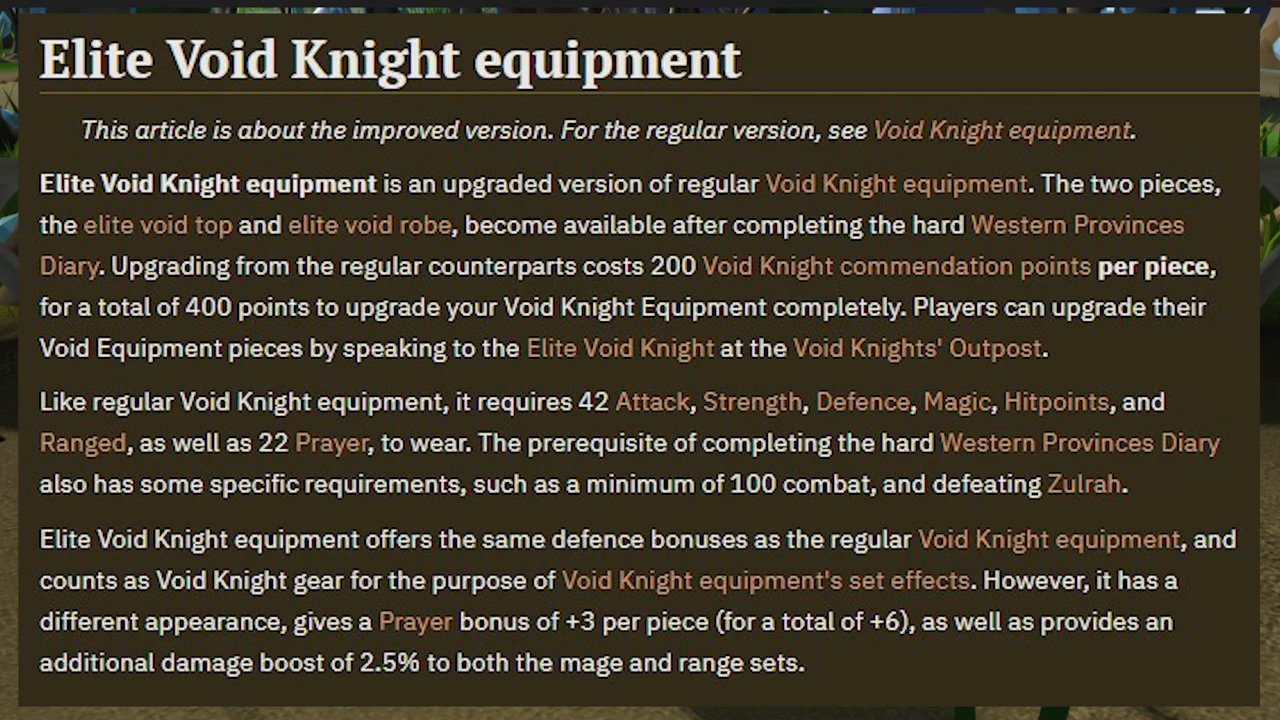 Elite Void Knight equipment
This article is about the improved version. For the regular version, see Void Knight equipment.
Elite Void Knight equipment is an upgraded version of regular Void Knight equipment. The two pieces,
the elite void top and elite void robe, become available after completing the hard Western Provinces
Diary. Upgrading from the regular counterparts costs 200 Void Knight commendation points per piece,
for a total of 400 points to upgrade your Void Knight Equipment completely. Players can upgrade their
Void Equipment pieces by speaking to the Elite Void Knight at the Void Knights' Outpost.
Like regular Void Knight equipment, it requires 42 Attack, Strength, Defence, Magic, Hitpoints, and
Ranged, as well as 22 Prayer, to wear. The prerequisite of completing the hard Western Provinces Diary
also has some specific requirements, such as a minimum of 100 combat, and defeating Zulrah.
Elite Void Knight equipment offers the same defence bonuses as the regular Void Knight equipment, and
counts as Void Knight gear for the purpose of Void Knight equipment's set effects. However, it has a
different appearance, gives a Prayer bonus of +3 per piece (for a total of +6), as well as provides an
additional damage boost of 2.5% to both the mage and range sets.